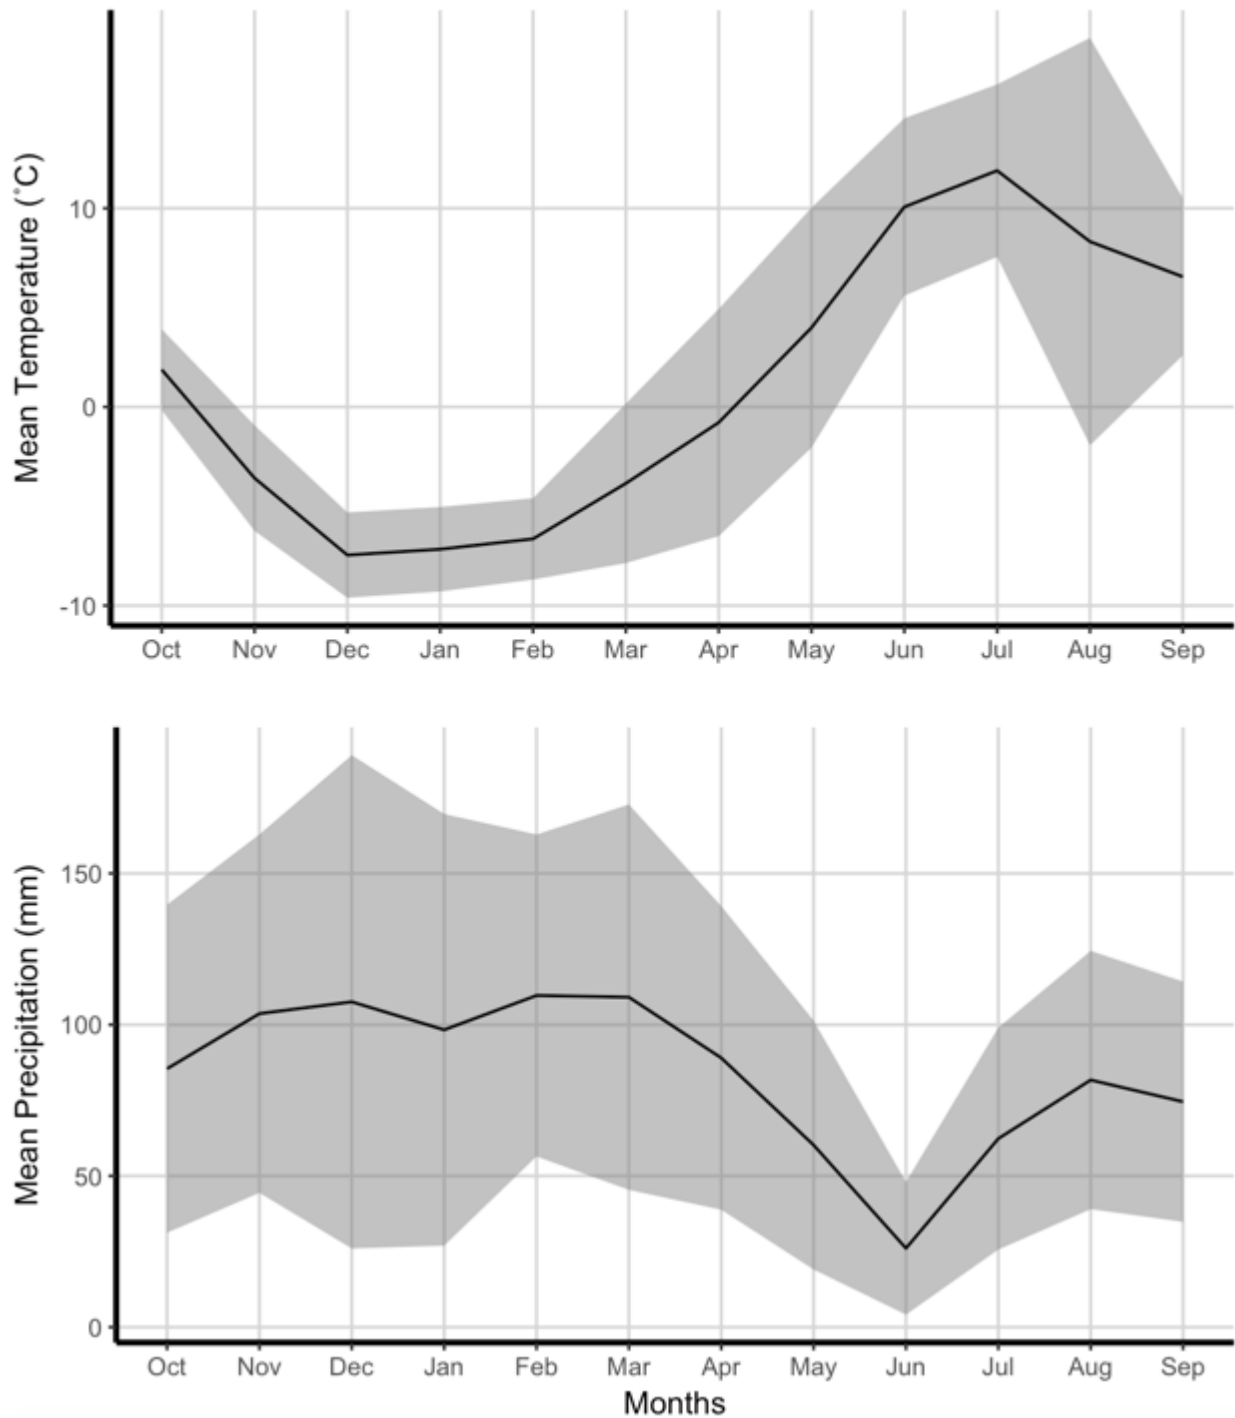 Mean Temperature (˚C)
10
0
-10
Oct Nov Dec Jan Feb Mar Apr May Jun Jul Aug Sep
Mean Precipitation (mm)
150
100
50
0
Oct Nov Dec Jan Feb Mar Apr May Jun Jul Aug Sep
Months